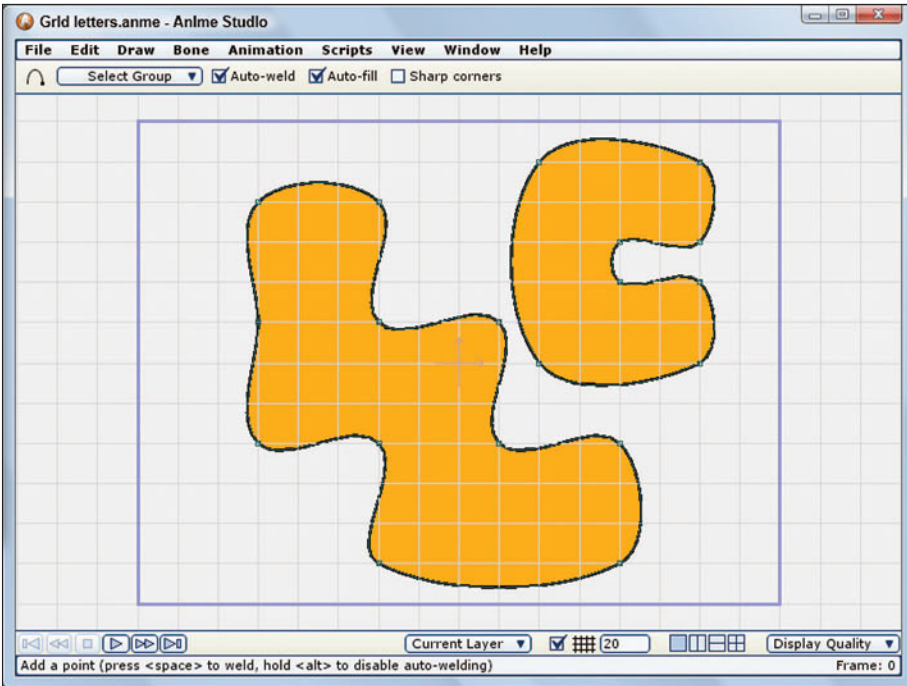 Grid letters.anme - Anime Studio
File Edit Draw Bone Animation Scripts View Window Help
Select Group Auto-weld Auto-fill Sharp corners
Current Layer 20 Display Quality
Add a point (press <space> to weld, hold <alt> to disable auto-welding) Frame: 0